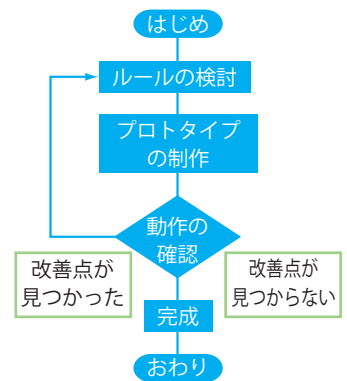 はじめ
ルールの検討
プロトタイプ
の制作
動作の
確認
改善点が
見つかった
改善点が
見つからない
完成
おわり